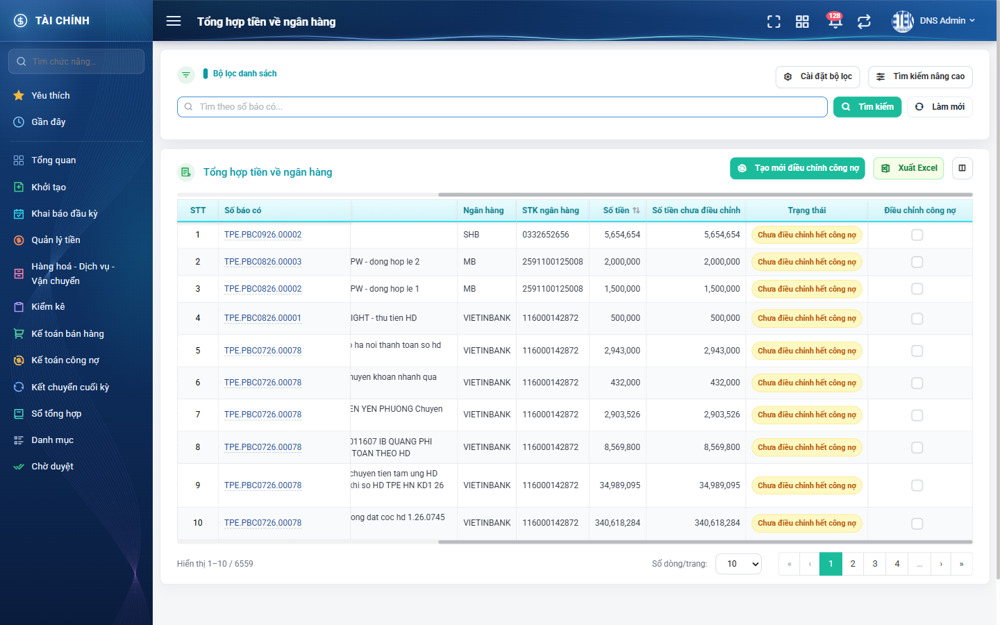 TÀI CHÍNH
Tổng hợp tiền về ngân hàng
128
DNS Admin
Tìm chức năng...
Yêu thích
Gần đây
Tổng quan
Khởi tạo
Khai báo đầu kỳ
Quản lý tiền
Hàng hoá - Dịch vụ -
Vận chuyển
Kiểm kê
Kế toán bán hàng
Kế toán công nợ
Kết chuyển cuối kỳ
Sổ tổng hợp
Danh mục
Chờ duyệt
Bộ lọc danh sách
Cài đặt bộ lọc
Tìm kiếm nâng cao
Tìm theo số báo có...
Tìm kiếm
Làm mới
Tổng hợp tiền về ngân hàng
Tạo mới điều chỉnh công nợ
Xuất Excel
STT Số báo có Ngân hàng STK ngân hàng Số tiền Số tiền chưa điều chỉnh Trạng thái Điều chỉnh công nợ
1 TPE.PBC0926.00002 SHB 0332652656 5,654,654 5,654,654 Chưa điều chỉnh hết công nợ
2 TPE.PBC0826.00003 PW - dong hop le 2 MB 2591100125008 2,000,000 2,000,000 Chưa điều chỉnh hết công nợ
3 TPE.PBC0826.00002 PW - dong hop le 1 MB 2591100125008 1,500,000 1,500,000 Chưa điều chỉnh hết công nợ
4 TPE.PBC0826.00001 IGHT - thu tien HD VIETINBANK 116000142872 500,000 500,000 Chưa điều chỉnh hết công nợ
5 TPE.PBC0726.00078 ha noi thanh toan so hd VIETINBANK 116000142872 2,943,000 2,943,000 Chưa điều chỉnh hết công nợ
6 TPE.PBC0726.00078 huyen khoan nhanh qua VIETINBANK 116000142872 432,000 432,000 Chưa điều chỉnh hết công nợ
7 TPE.PBC0726.00078 EN YEN PHUONG Chuyen VIETINBANK 116000142872 2,903,526 2,903,526 Chưa điều chỉnh hết công nợ
8 TPE.PBC0726.00078 011607 IB QUANG PHI
TOAN THEO HD VIETINBANK 116000142872 8,569,800 8,569,800 Chưa điều chỉnh hết công nợ
9 TPE.PBC0726.00078 chuyen tien tam ung HD
khi so HD TPE HN KD1 26 VIETINBANK 116000142872 34,989,095 34,989,095 Chưa điều chỉnh hết công nợ
10 TPE.PBC0726.00078 ong dat coc hd 1.26.0745 VIETINBANK 116000142872 340,618,284 340,618,284 Chưa điều chỉnh hết công nợ
Hiển thị 1–10 / 6559
Số dòng/trang: 10
« ‹ 1 2 3 4 ... › »